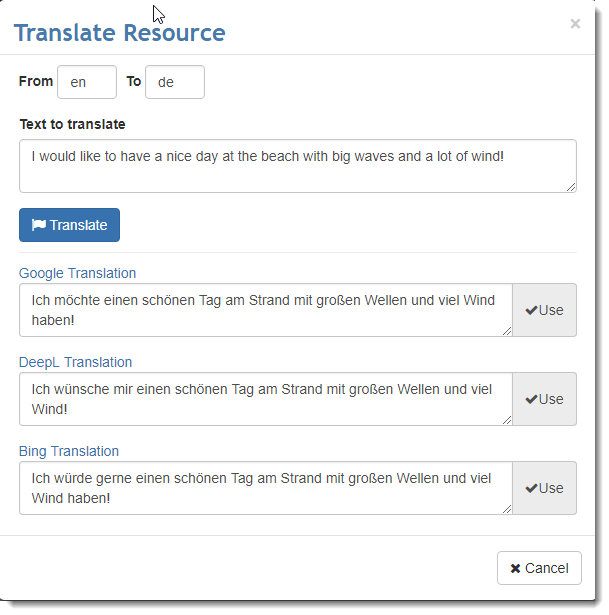 Translate Resource
×
From en To de
Text to translate
I would like to have a nice day at the beach with big waves and a lot of wind!
Translate
Google Translation
Ich möchte einen schönen Tag am Strand mit großen Wellen und viel Wind
haben!
Use
DeepL Translation
Ich wünsche mir einen schönen Tag am Strand mit großen Wellen und viel
Wind!
Use
Bing Translation
Ich würde gerne einen schönen Tag am Strand mit großen Wellen und viel
Wind haben!
Use
Cancel